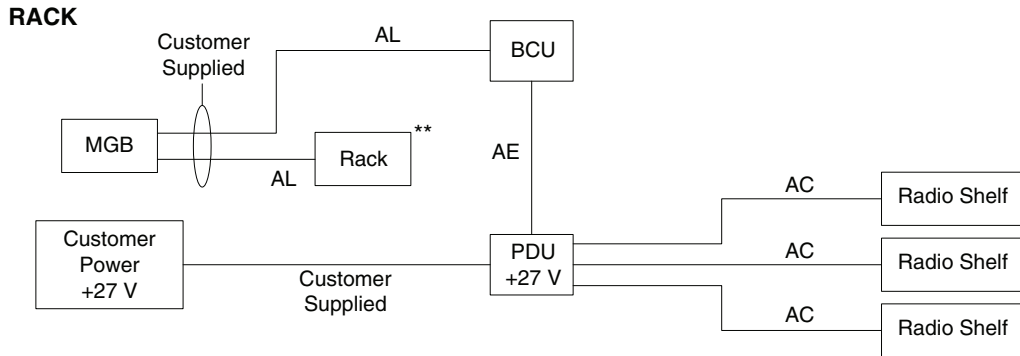 RACK
Customer
Supplied
AL
BCU
MGB
**
Rack
AL
AE
AC
Radio Shelf
Customer
Power
+27 V
Customer
Supplied
PDU
+27 V
AC
Radio Shelf
AC
Radio Shelf